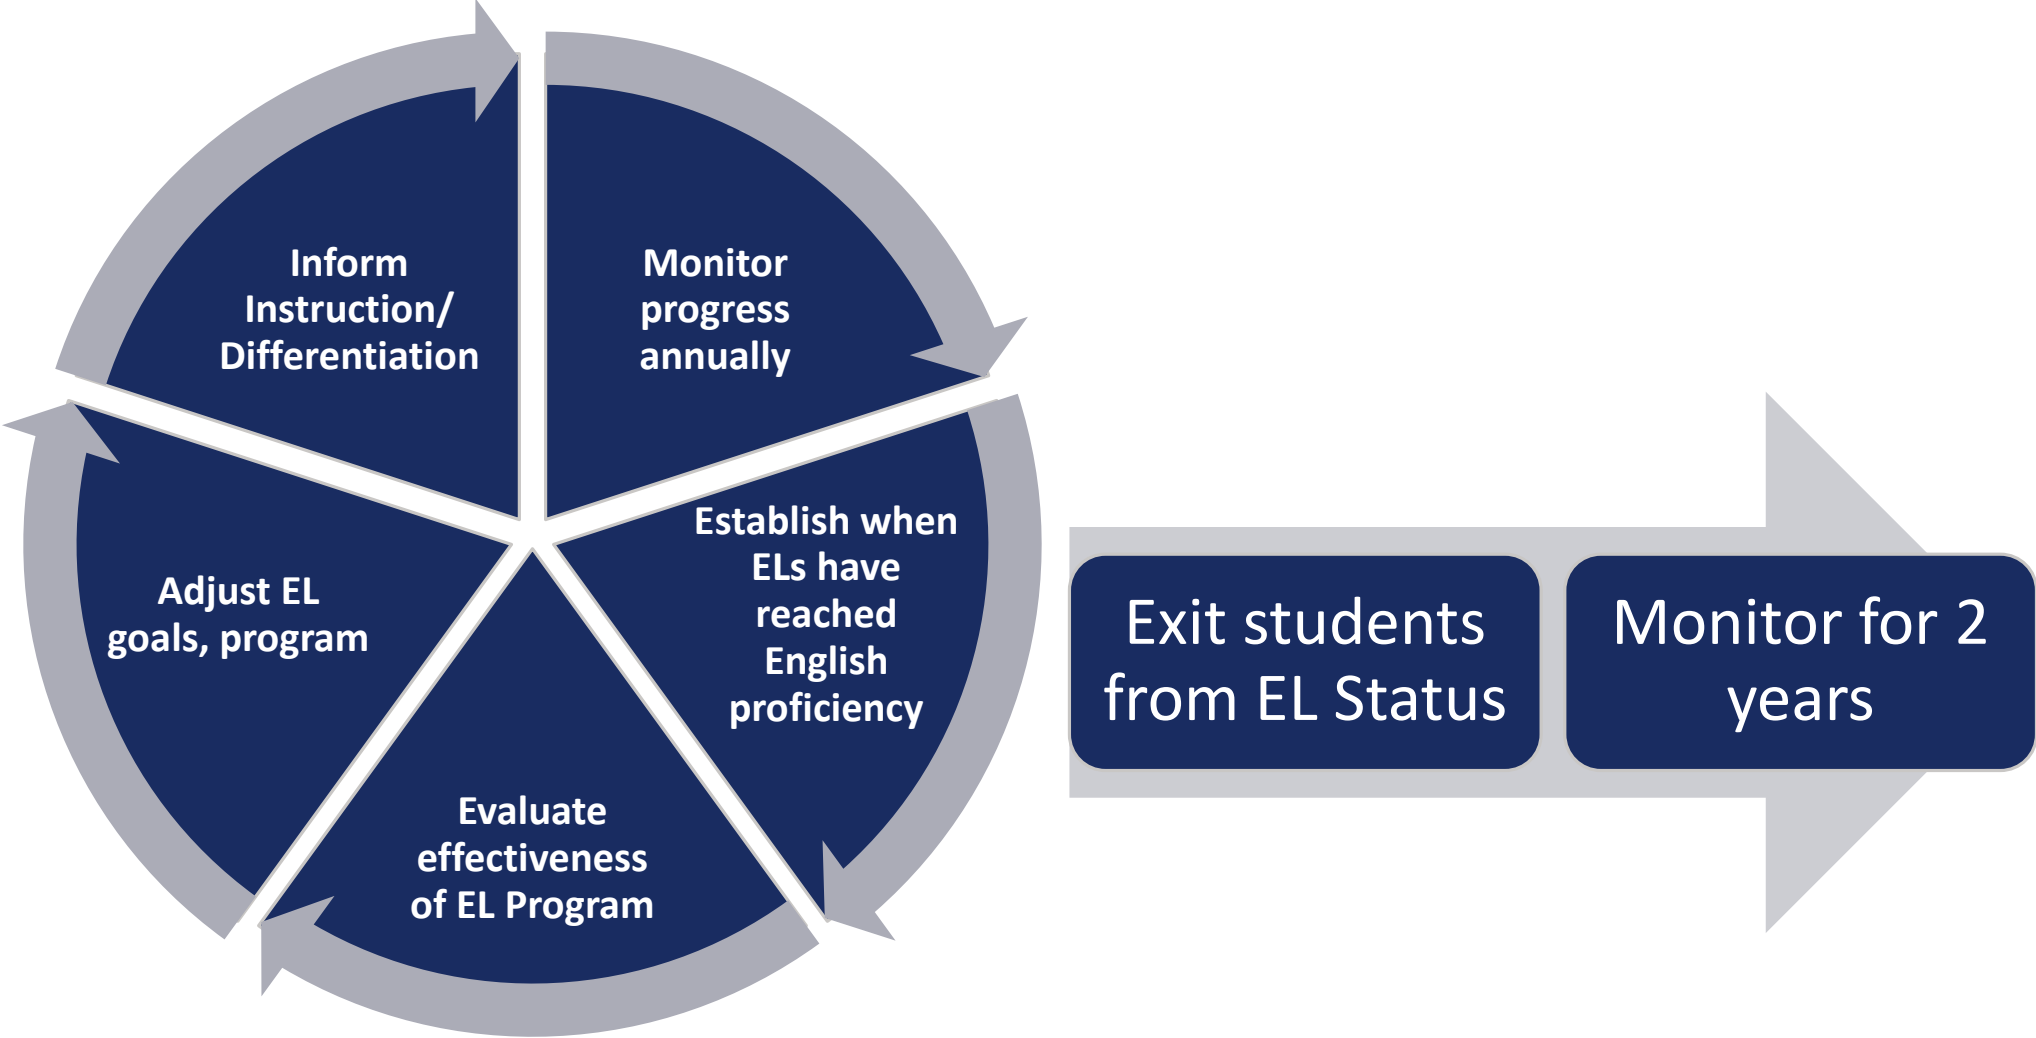 Inform
Instruction/
Differentiation
Monitor
progress
annually
Establish when
ELs have
reached
English
proficiency
Evaluate
effectiveness
of EL Program
Adjust EL
goals, program
Exit students
from EL Status
Monitor for 2
years